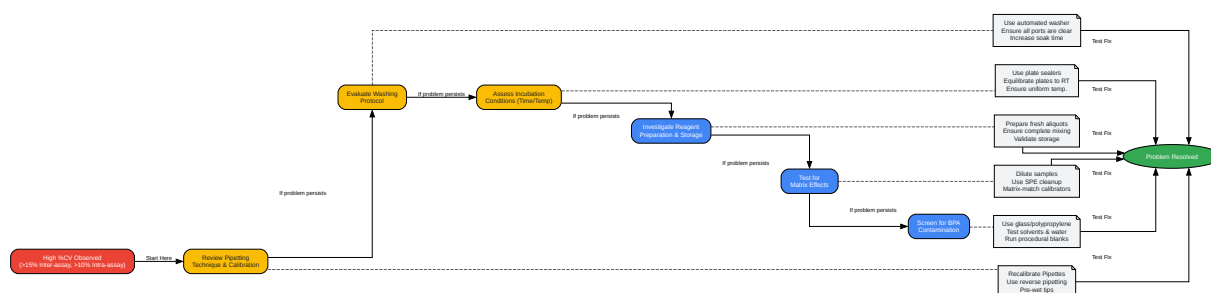 Use automated washer
Ensure all ports are clear
Increase soak time
Test Fix
Use plate sealers
Equilibrate plates to RT
Ensure uniform temp.
Test Fix
Evaluate Washing
Protocol
If problem persists
Assess Incubation
Conditions (Time/Temp)
If problem persists
Investigate Reagent
Preparation & Storage
Prepare fresh aliquots
Ensure complete mixing
Validate storage
Test Fix
Problem Resolved
If problem persists
Test for
Matrix Effects
Dilute samples
Use SPE cleanup
Matrix-match calibrators
Test Fix
If problem persists
If problem persists
Screen for BPA
Contamination
Use glass/polypropylene
Test solvents & water
Run procedural blanks
Test Fix
High %CV Observed
(>15% Inter-assay, >10% Intra-assay)
Start Here
Review Pipetting
Technique & Calibration
Test Fix
Recalibrate Pipettes
Use reverse pipetting
Pre-wet tips